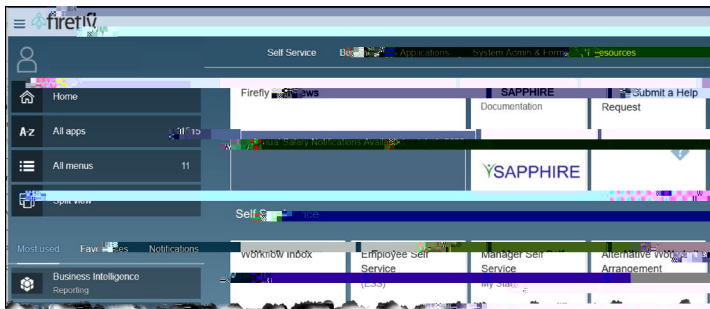 firefly
Self Service
Applications
System Admin & Forms
Resources
Home
All apps
All menus
11
Split view
Most used
Notifications
Business Intelligence
Reporting
Firefly
SAPPHIRE
Documentation
Submit a Help
Request
Salary Notifications
SAPPHIRE
Self
Workflow Inbox
Employee Self
Service
(ESS)
Manager Self
Service
My Staff
Alternative
Arrangement